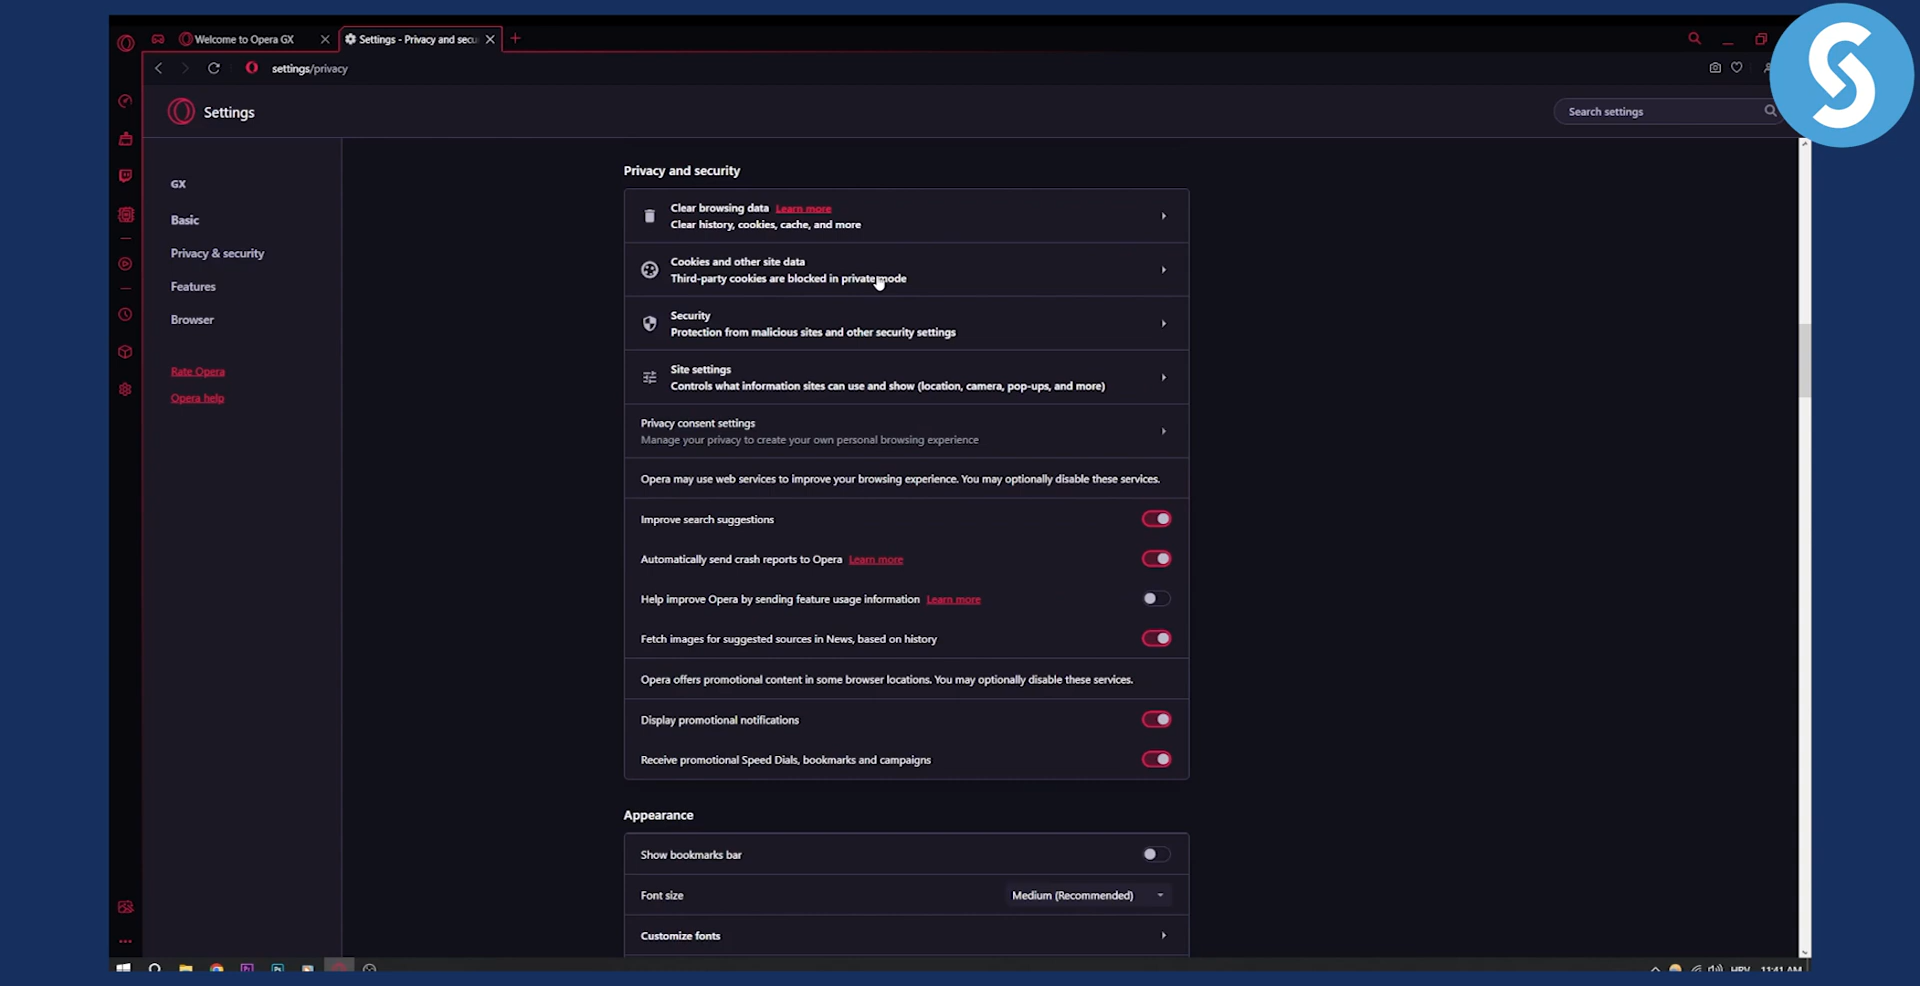 Welcome to Opera GX
Settings - Privacy and secu
settings/privacy
Settings
Search settings
GX
Basic
Privacy & security
Features
Browser
Rate Opera
Opera help
Privacy and security
Clear browsing data Learn more
Clear history, cookies, cache, and more
Cookies and other site data
Third-party cookies are blocked in private mode
Security
Protection from malicious sites and other security settings
Site settings
Controls what information sites can use and show (location, camera, pop-ups, and more)
Privacy consent settings
Manage your privacy to create your own personal browsing experience
Opera may use web services to improve your browsing experience. You may optionally disable these services.
Improve search suggestions
Automatically send crash reports to Opera Learn more
Help improve Opera by sending feature usage information Learn more
Fetch images for suggested sources in News, based on history
Opera offers promotional content in some browser locations. You may optionally disable these services.
Display promotional notifications
Receive promotional Speed Dials, bookmarks and campaigns
Appearance
Show bookmarks bar
Font size Medium (Recommended)
Customize fonts
HRV 11:41 AM